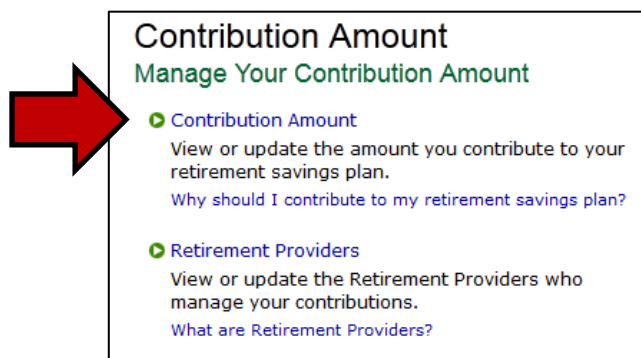 Contribution Amount
Manage Your Contribution Amount
Contribution Amount
View or update the amount you contribute to your
retirement savings plan.
Why should I contribute to my retirement savings plan?
Retirement Providers
View or update the Retirement Providers who
manage your contributions.
What are Retirement Providers?